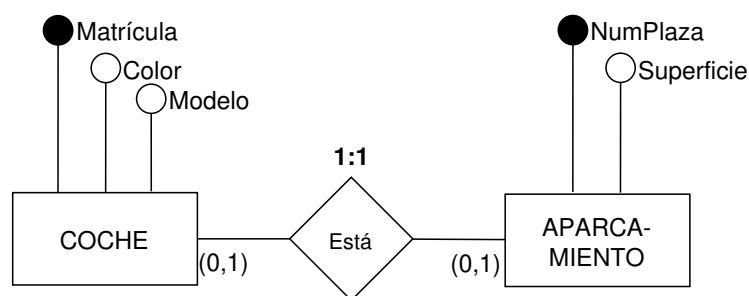 Matrícula
Color
Modelo
NumPlaza
Superficie
1:1
COCHE
Está
APARCA-
MIENTO
(0,1)
(0,1)